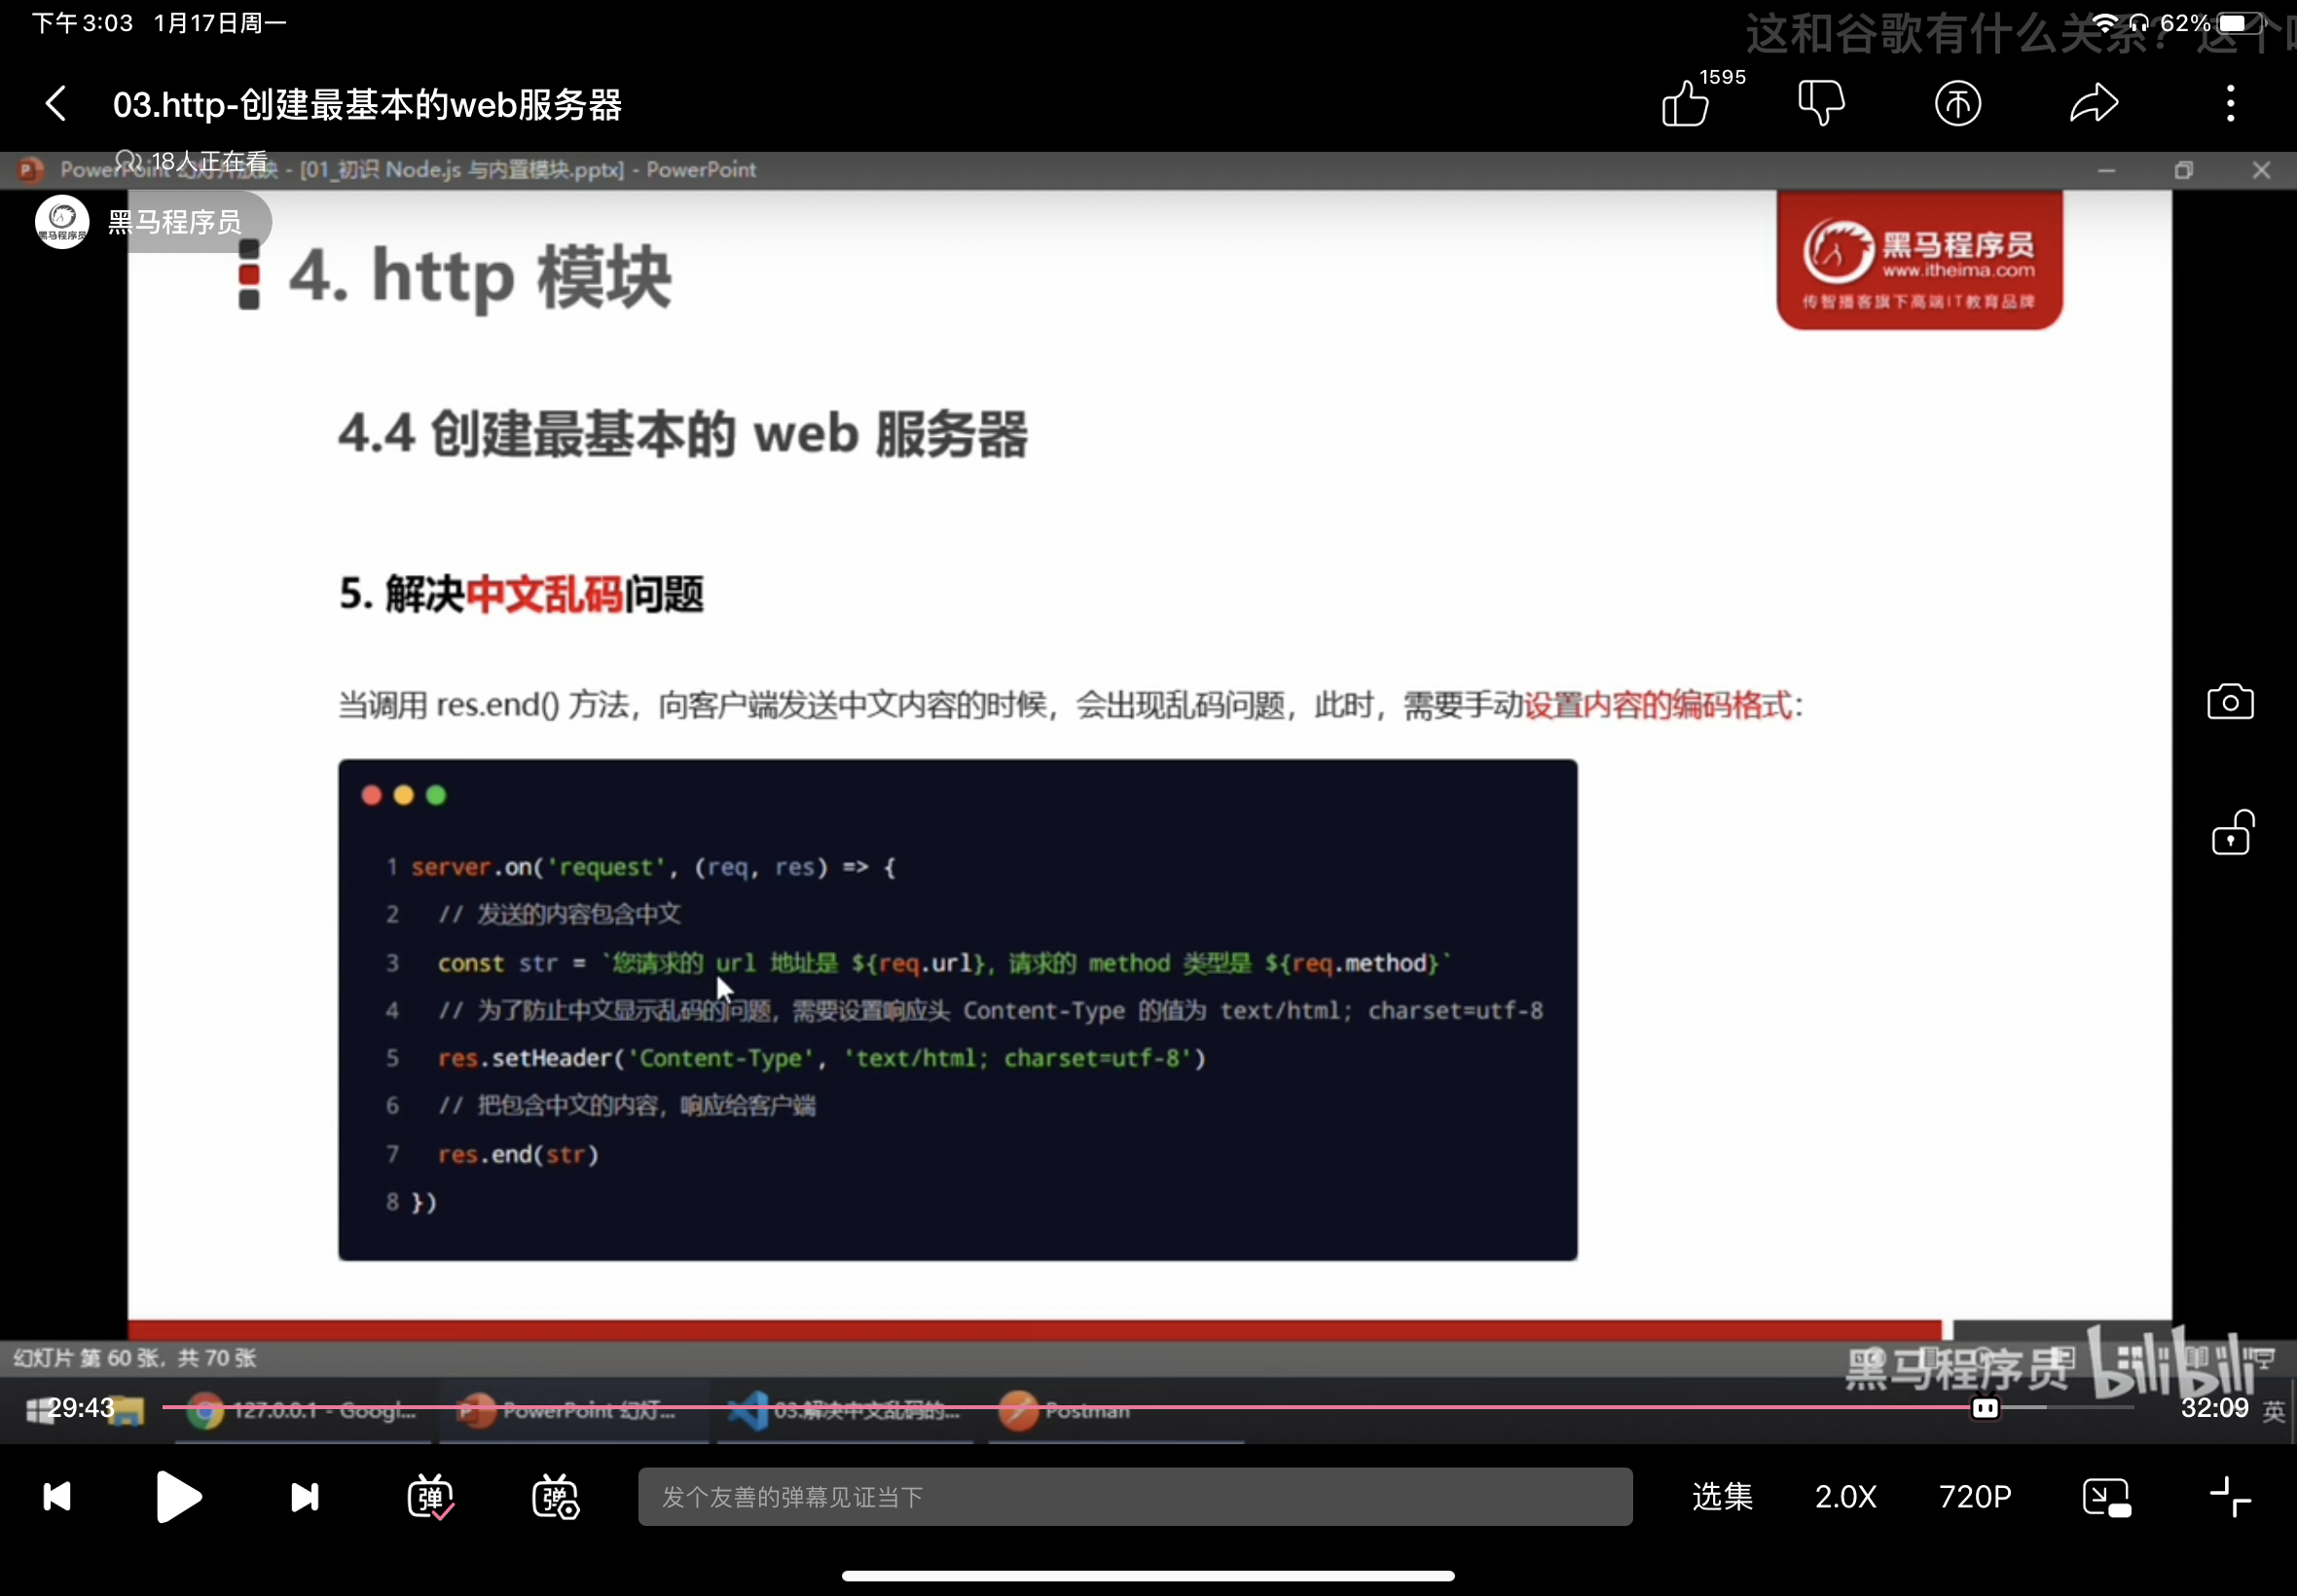 下午3:03 1月17日周一
62%
这和谷歌有什么关系？这个
03.http-创建最基本的web服务器
1595
18人正在看
PowerPoint 幻灯片放映 - [01_初识 Node.js 与内置模块.pptx] - PowerPoint
黑马程序员
黑马程序员
4. http 模块
黑马程序员
www.itheima.com
传智播客旗下高端IT教育品牌
4.4 创建最基本的 web 服务器
5. 解决中文乱码问题
当调用 res.end() 方法，向客户端发送中文内容的时候，会出现乱码问题，此时，需要手动设置内容的编码格式：
1 server.on('request', (req, res) => {
2 // 发送的内容包含中文
3 const str = `您请求的 url 地址是 ${req.url}，请求的 method 类型是 ${req.method}`
4 // 为了防止中文显示乱码的问题，需要设置响应头 Content-Type 的值为 text/html; charset=utf-8
5 res.setHeader('Content-Type', 'text/html; charset=utf-8')
6 // 把包含中文的内容，响应给客户端
7 res.end(str)
8 })
幻灯片 第 60 张，共 70 张
黑马程序员 bilibili
29:43
127.0.0.1 - Googl...
PowerPoint 幻灯...
03.解决中文乱码的...
Postman
32:09
英
弹
弹
发个友善的弹幕见证当下
选集
2.0X
720P